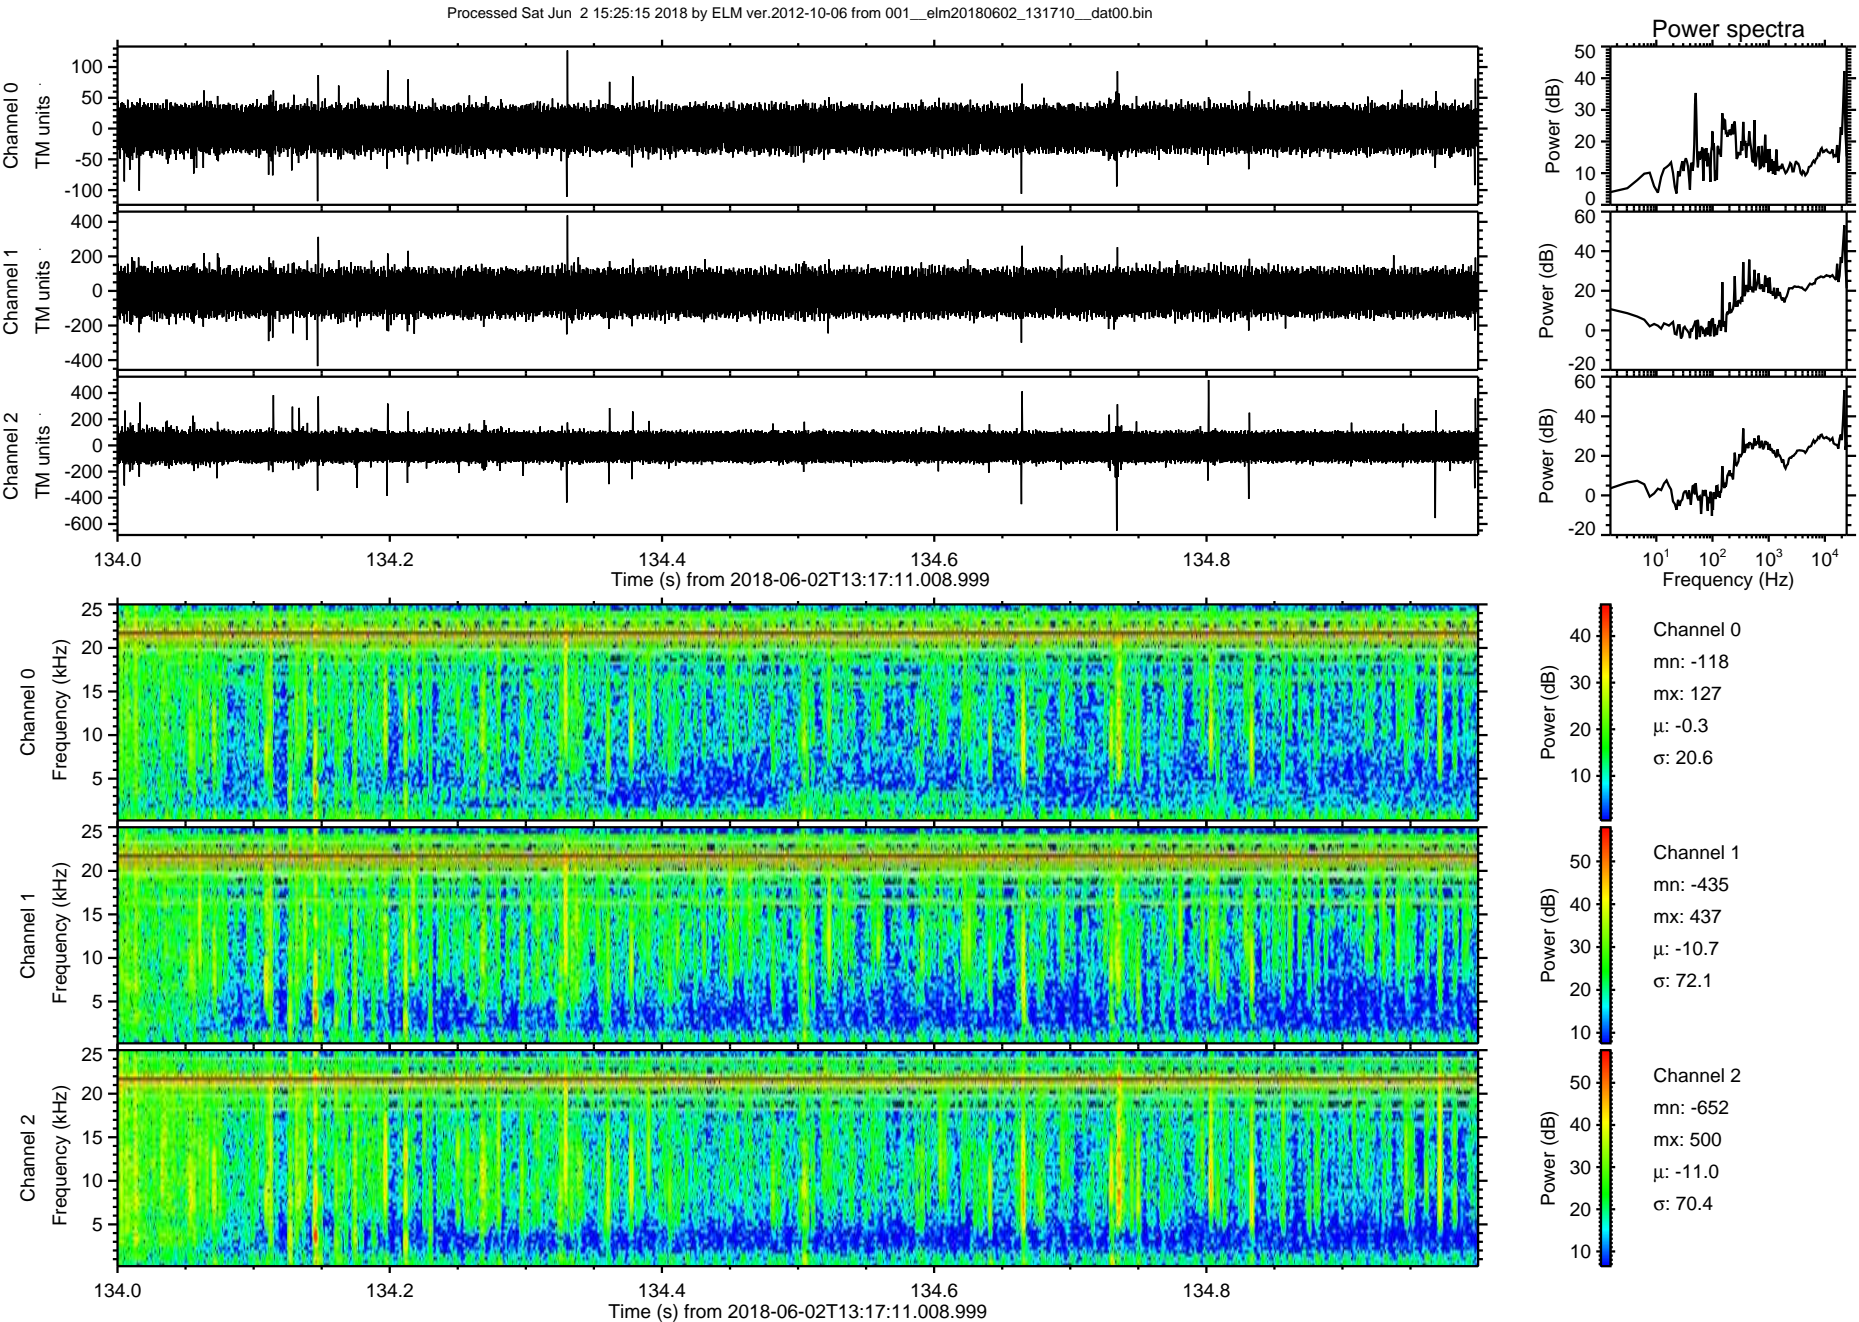 Processed Sat Jun  2 15:25:15 2018 by ELM ver.2012-10-06 from 001__elm20180602_131710__dat00.bin
Power spectra
Channel 0
TM units
100
50
0
-50
-100
Power (dB)
50
40
30
20
10
0
Channel 1
TM units
400
200
0
-200
-400
Power (dB)
60
40
20
0
-20
Channel 2
TM units
400
200
0
-200
-400
-600
Power (dB)
60
40
20
0
-20
134.0 134.2 134.4 134.6 134.8
Time (s) from 2018-06-02T13:17:11.008.999
10^1 10^2 10^3 10^4
Frequency (Hz)
Channel 0
Frequency (kHz)
25
20
15
10
5
Power (dB)
40
30
20
10
Channel 0
mn: -118
mx: 127
µ: -0.3
σ: 20.6
Channel 1
Frequency (kHz)
25
20
15
10
5
Power (dB)
50
40
30
20
10
Channel 1
mn: -435
mx: 437
µ: -10.7
σ: 72.1
Channel 2
Frequency (kHz)
25
20
15
10
5
Power (dB)
50
40
30
20
10
Channel 2
mn: -652
mx: 500
µ: -11.0
σ: 70.4
134.0 134.2 134.4 134.6 134.8
Time (s) from 2018-06-02T13:17:11.008.999